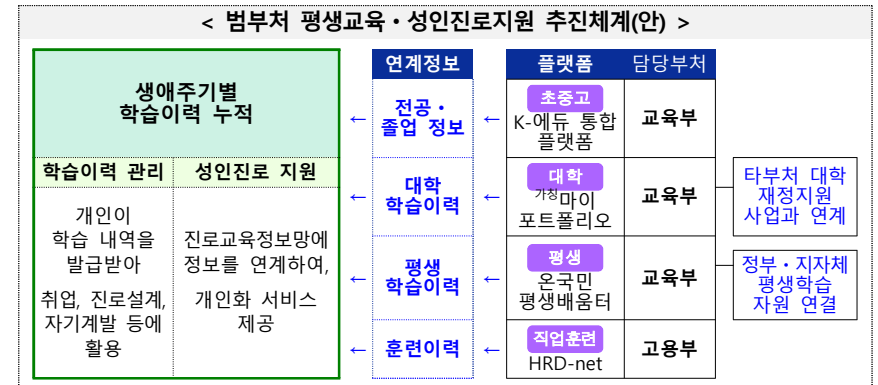 < 범부처 평생교육・성인진로지원 추진체계(안) >
생애주기별
학습이력 누적
학습이력 관리
성인진로 지원
개인이
학습 내역을
발급받아
취업, 진로설계,
자기계발 등에
활용
진로교육정보망에
정보를 연계하여,
개인화 서비스
제공
연계정보
플랫폼
담당부처
← 전공・
졸업 정보
←
초중고
K-에듀 통합
플랫폼
교육부
← 대학
학습이력
←
대학
가칭마이
포트폴리오
교육부
타부처 대학
재정지원
사업과 연계
← 평생
학습이력
←
평생
온국민
평생배움터
교육부
정부・지자체
평생학습
자원 연결
← 훈련이력
←
직업훈련
HRD-net
고용부